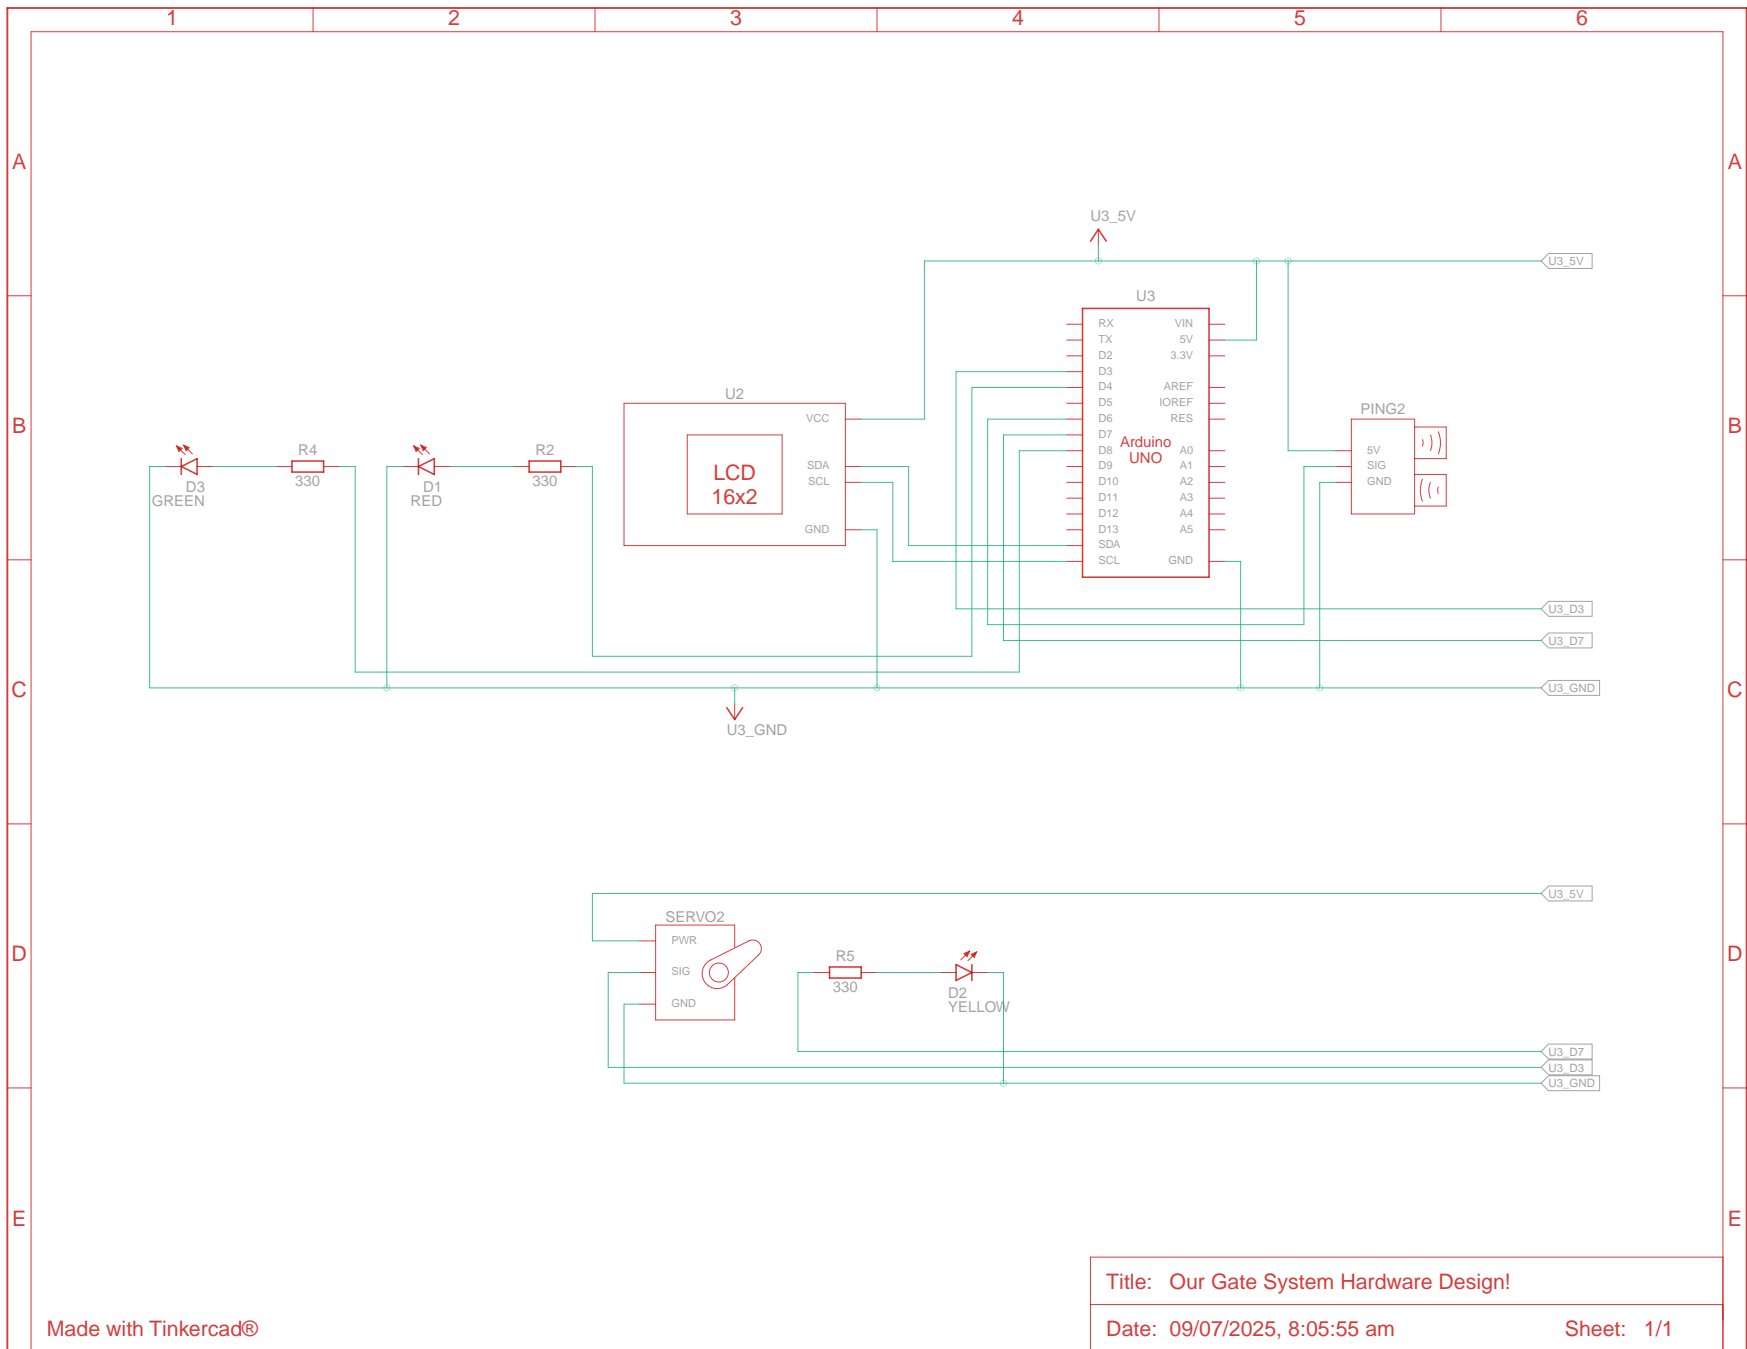 1 2 3 4 5 6
A A
U3_5V
U3_5V
B B
U3
RX VIN
TX 5V
D2 3.3V
D3
D4 AREF
D5 IOREF
D6 RES
D7
D8 A0
D9 A1
D10 A2
D11 A3
D12 A4
D13 A5
SDA
SCL GND
Arduino
UNO
U2
VCC
SDA
SCL
GND
LCD
16x2
PING2
5V
SIG
GND
D3
GREEN
R4
330
D1
RED
R2
330
U3_D3
U3_D7
C C
U3_GND
U3_GND
U3_5V
D D
SERVO2
PWR
SIG
GND
R5
330
D2
YELLOW
U3_D7
U3_D3
U3_GND
E E
Title: Our Gate System Hardware Design!
Made with Tinkercad®
Date: 09/07/2025, 8:05:55 am Sheet: 1/1